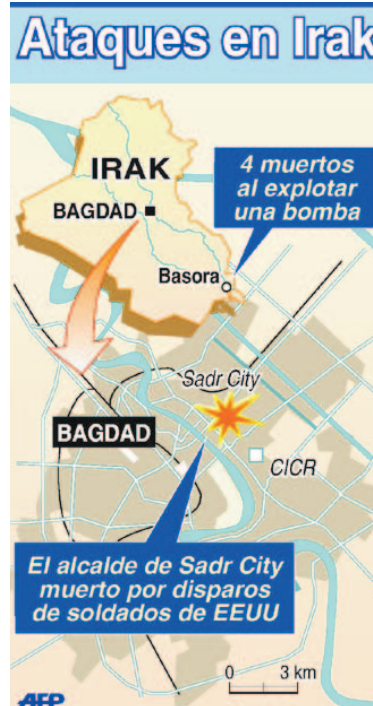 Ataques en Irak
IRAK
BAGDAD
4 muertos
al explotar
una bomba
Basora
Sadr City
BAGDAD
CICR
El alcalde de Sadr City
muerto por disparos
de soldados de EEUU
0 3 km
AFP